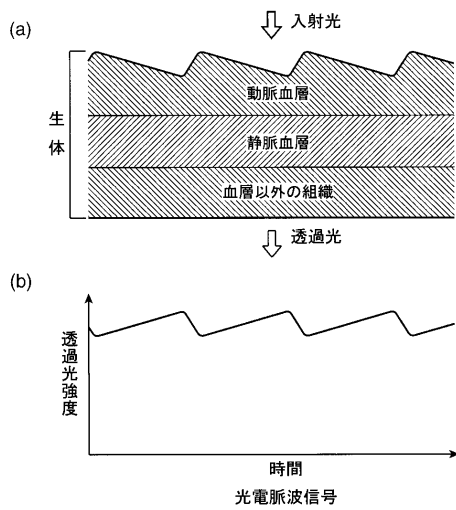 (a)
入射光
生体
動脈血層
静脈血層
血層以外の組織
透過光
(b)
透過光強度
時間
光電脈波信号